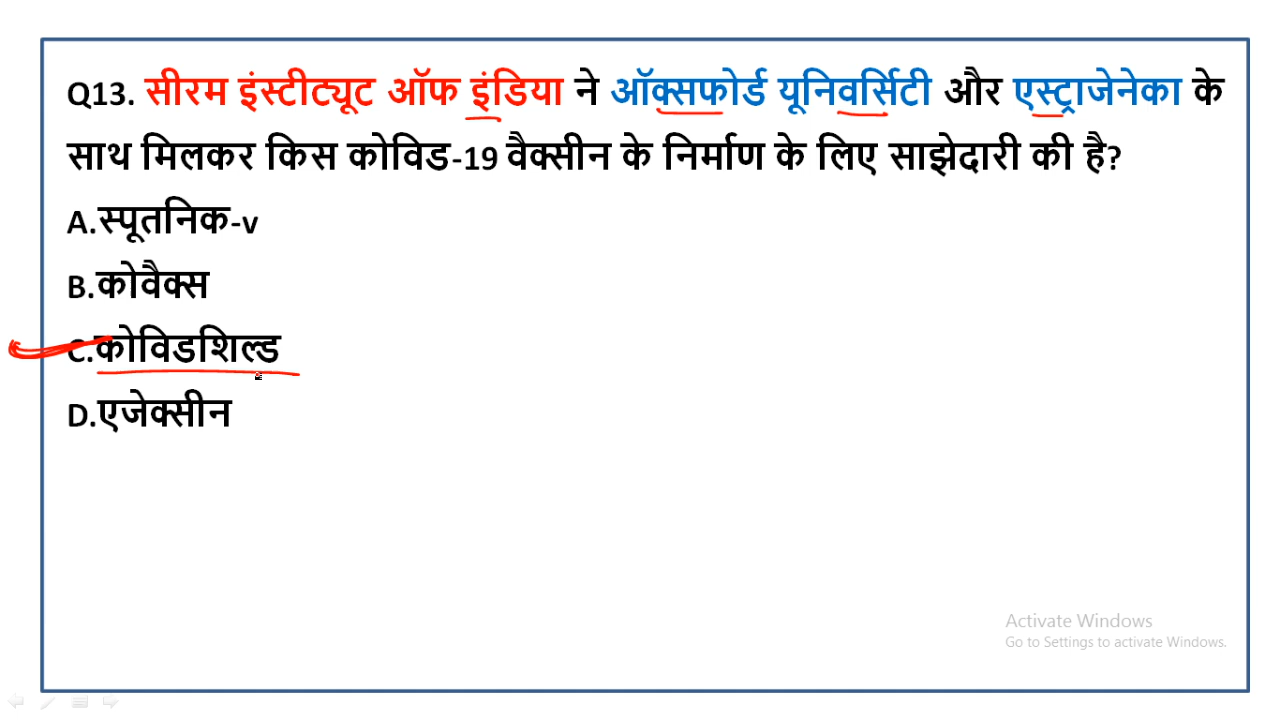 Q13. सीरम इंस्टीट्यूट ऑफ इंडिया ने ऑक्सफोर्ड यूनिवर्सिटी और एस्ट्राजेनेका के
साथ मिलकर किस कोविड-19 वैक्सीन के निर्माण के लिए साझेदारी की है?
A.स्पूतनिक-v
B.कोवैक्स
C.कोविडशिल्ड
D.एजेक्सीन
Activate Windows
Go to Settings to activate Windows.